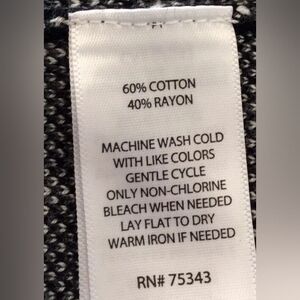 60% COTTON
40% RAYON
MACHINE WASH COLD
WITH LIKE COLORS
GENTLE CYCLE
ONLY NON-CHLORINE
BLEACH WHEN NEEDED
LAY FLAT TO DRY
WARM IRON IF NEEDED
RN# 75343